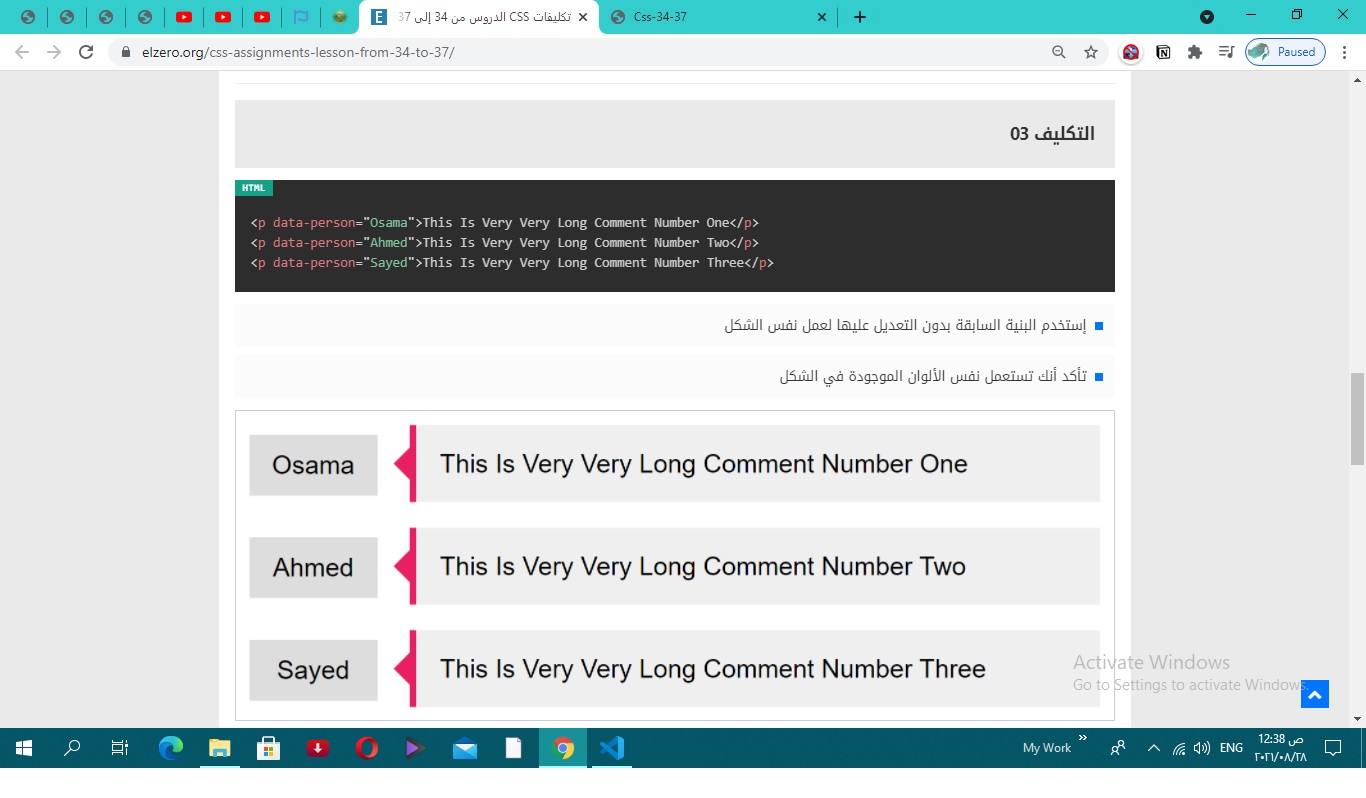 تكليفات CSS الدروس من 34 إلى 37
Css-34-37
elzero.org/css-assignments-lesson-from-34-to-37/
Paused
التكليف 03
HTML
<p data-person="Osama">This Is Very Very Long Comment Number One</p>
<p data-person="Ahmed">This Is Very Very Long Comment Number Two</p>
<p data-person="Sayed">This Is Very Very Long Comment Number Three</p>
إستخدم البنية السابقة بدون التعديل عليها لعمل نفس الشكل
تأكد أنك تستعمل نفس الألوان الموجودة في الشكل
Osama This Is Very Very Long Comment Number One
Ahmed This Is Very Very Long Comment Number Two
Sayed This Is Very Very Long Comment Number Three
Activate Windows
Go to Settings to activate Windows.
My Work
ENG
12:38 ص
٢٠٢١/٠٨/٢٨